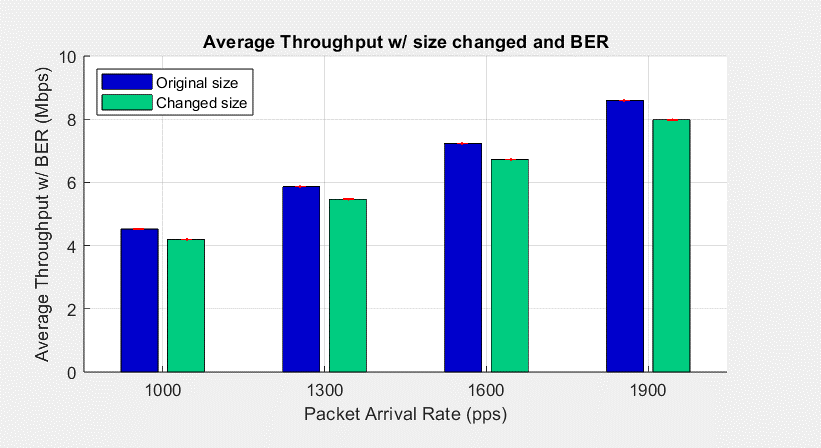 Average Throughput w/ size changed and BER
Average Throughput w/ BER (Mbps)
10
8
6
4
2
0
Original size
Changed size
1000
1300
1600
1900
Packet Arrival Rate (pps)